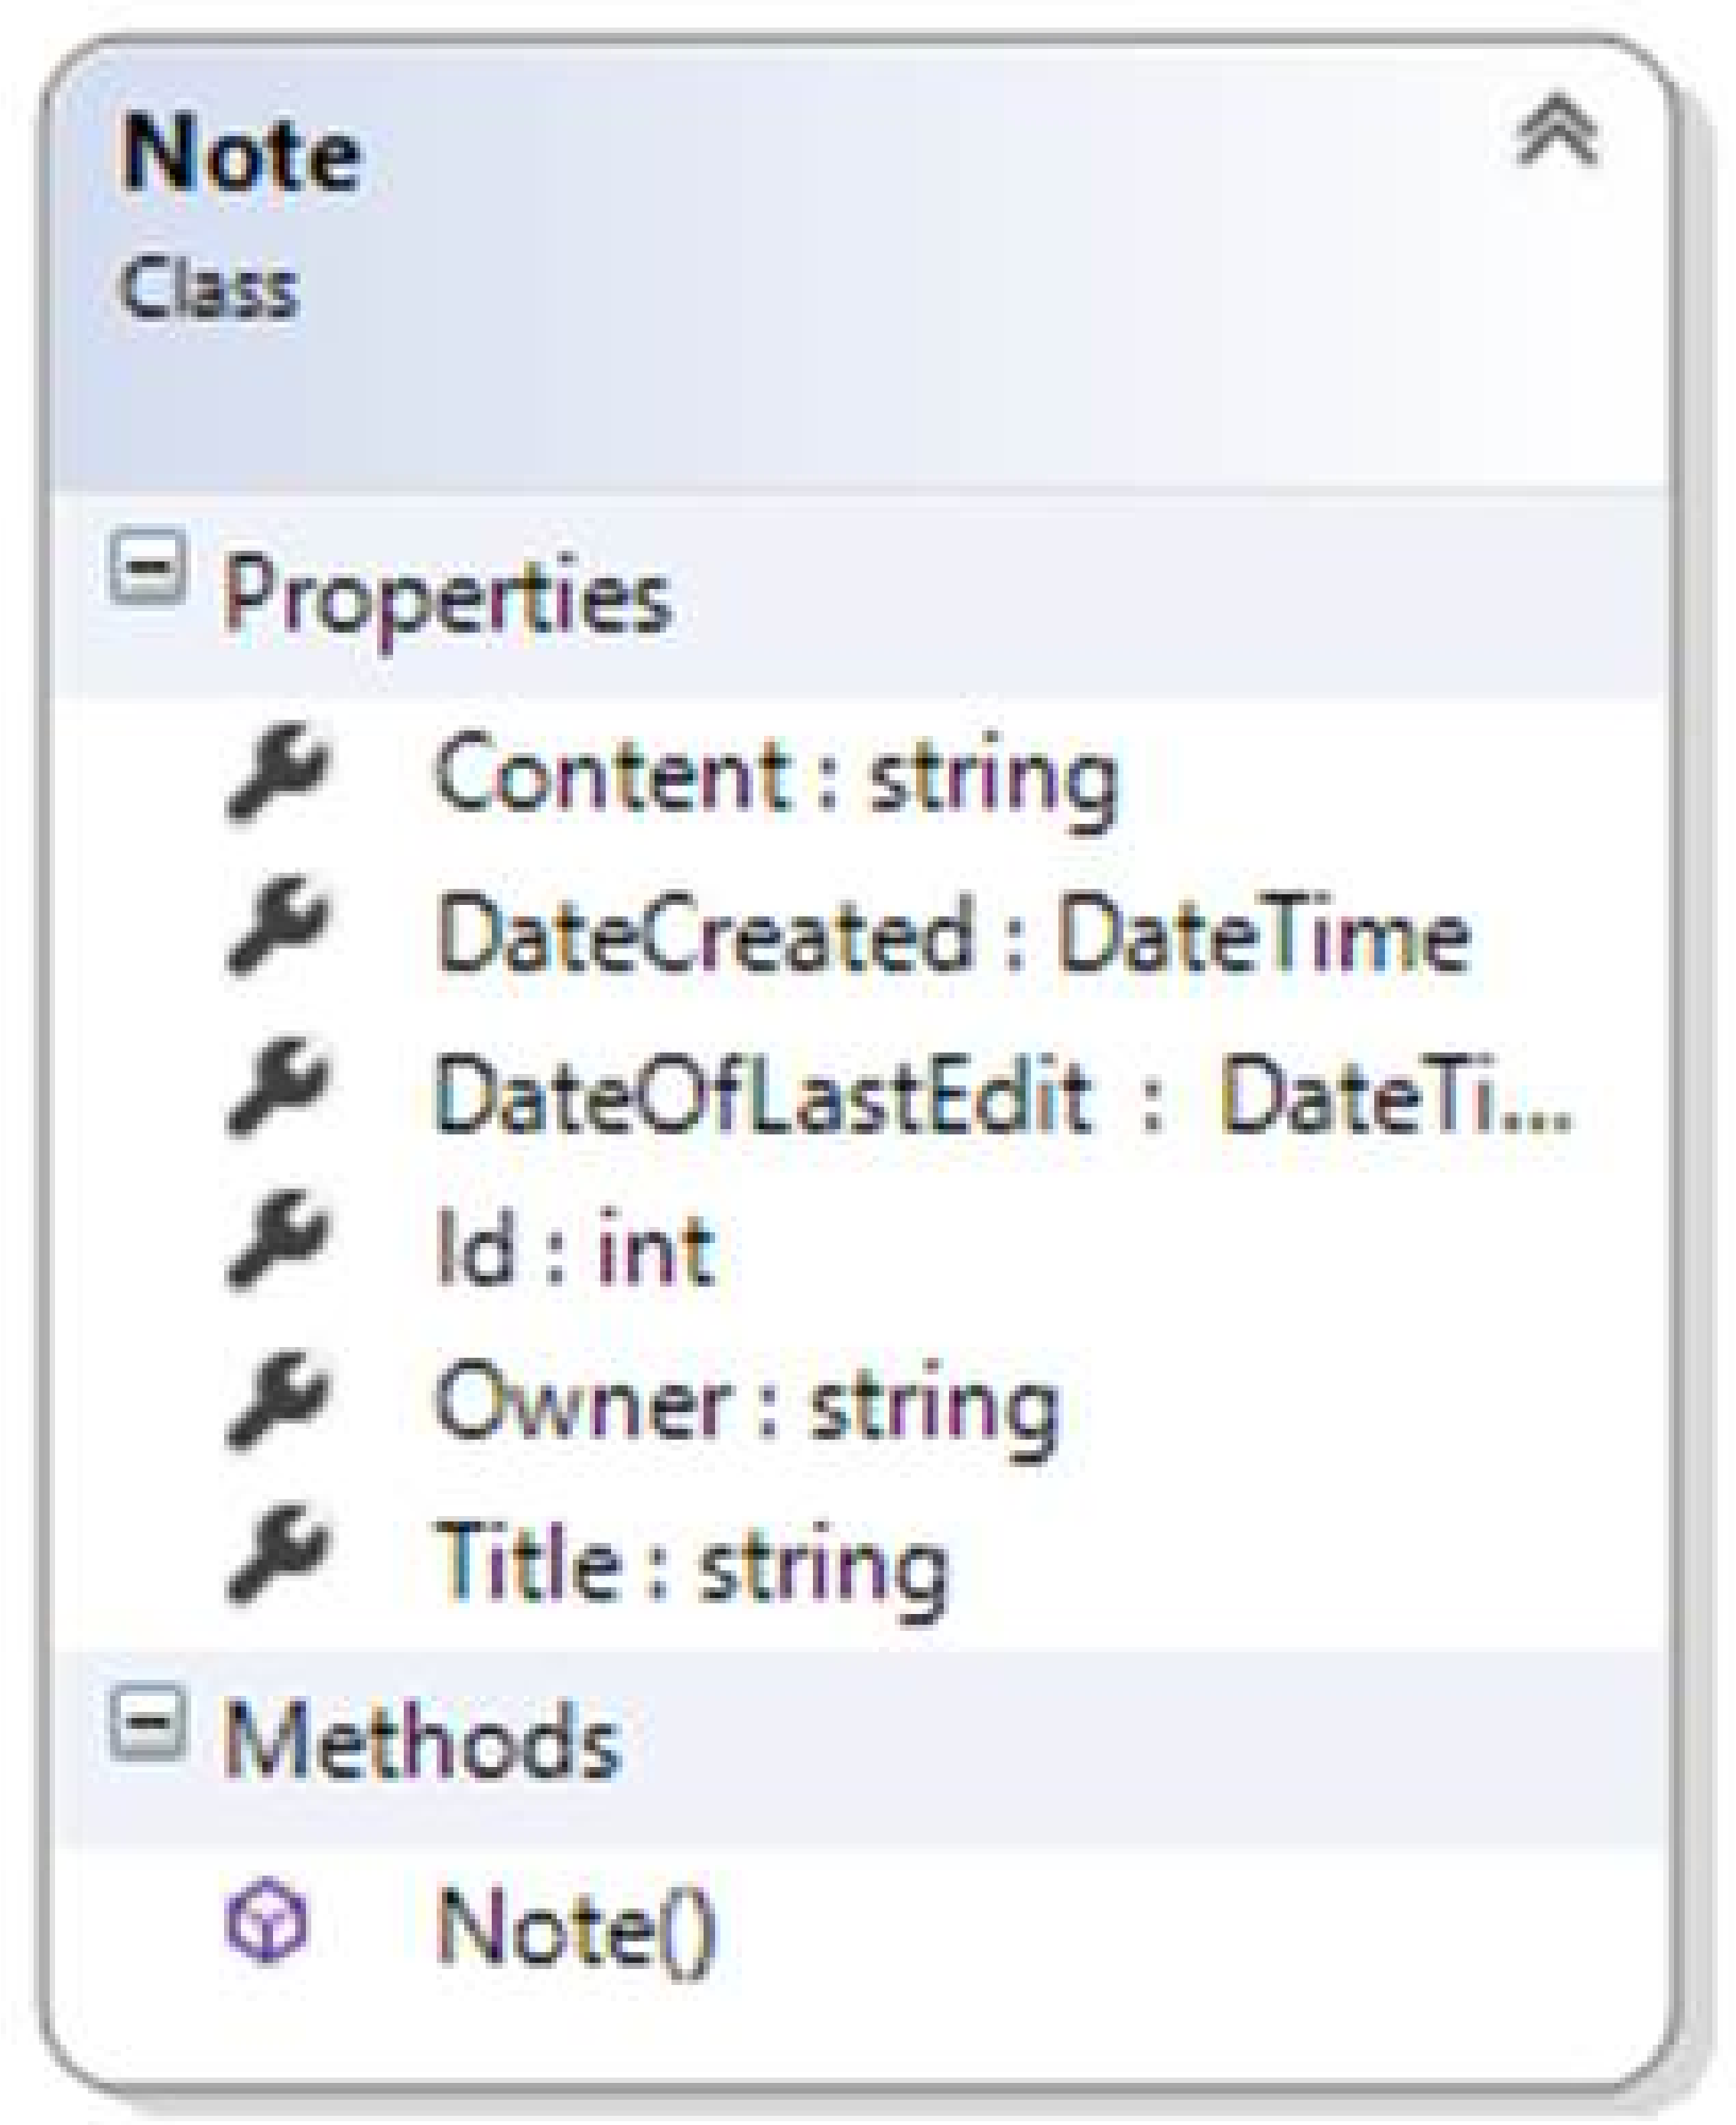 Note
Class
Properties
Content : string
DateCreated : DateTime
DateOfLastEdit : DateTi...
Id : int
Owner : string
Title : string
Methods
Note()